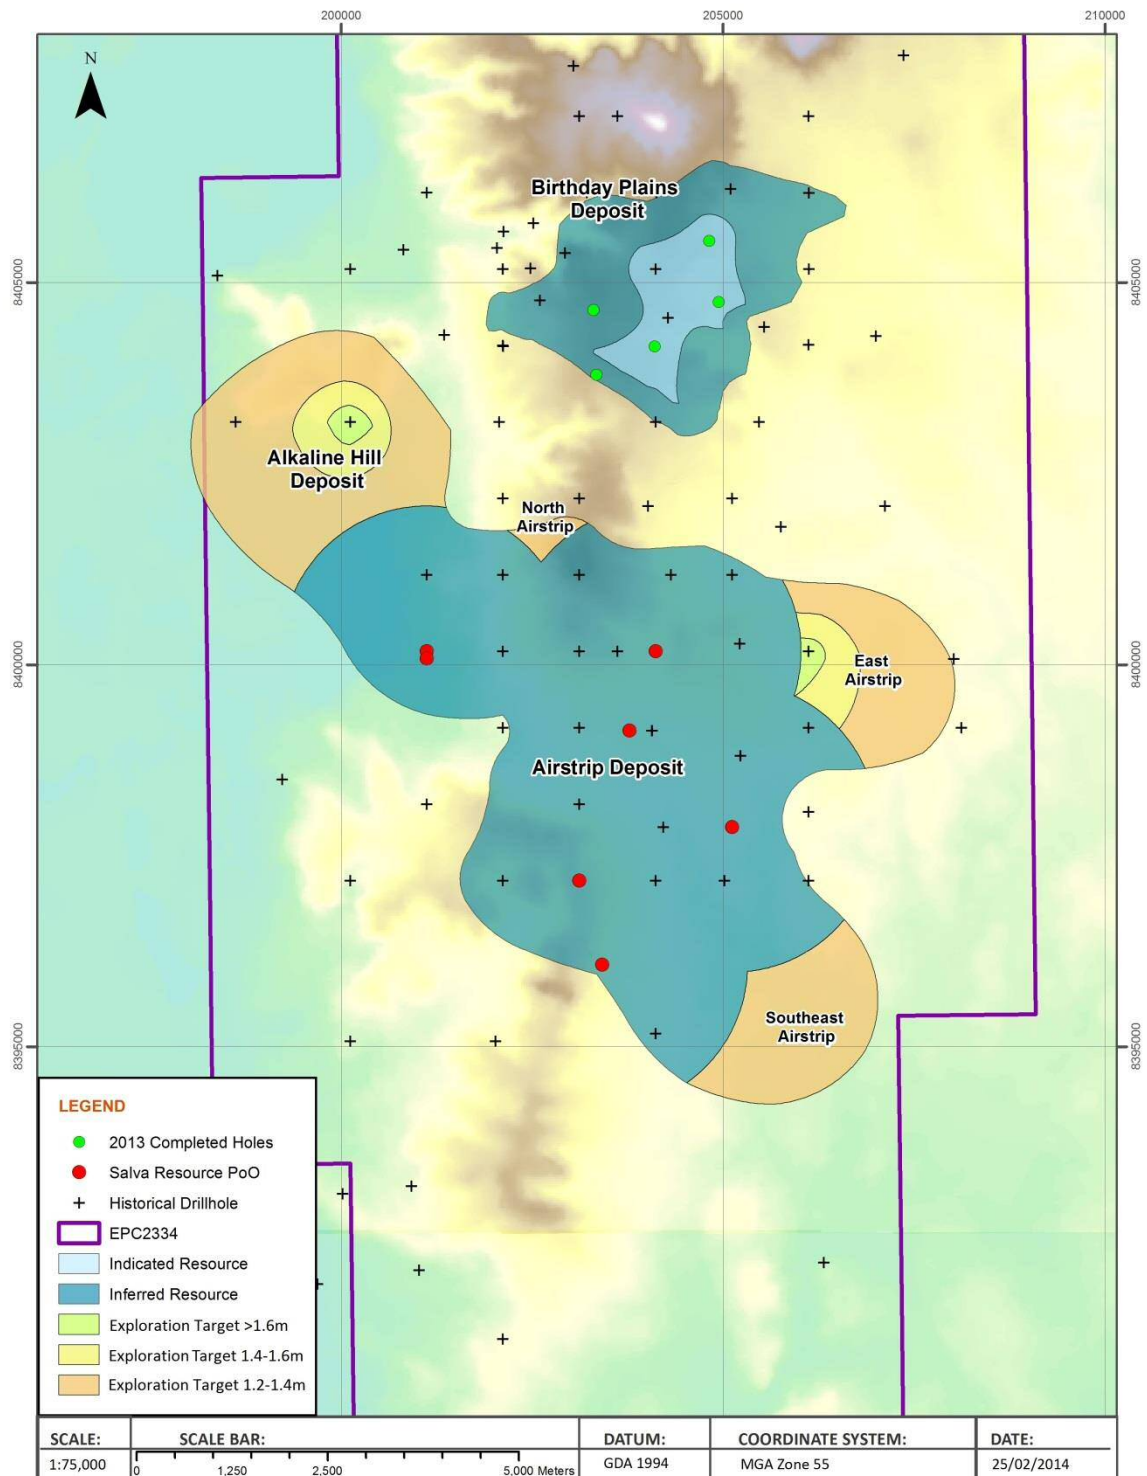 200000
205000
210000
N
Birthday Plains
Deposit
8405000
8405000
Alkaline Hill
Deposit
North
Airstrip
8400000
8400000
East
Airstrip
Airstrip Deposit
Southeast
Airstrip
8395000
8395000
LEGEND
2013 Completed Holes
Salva Resource PoO
Historical Drillhole
EPC2334
Indicated Resource
Inferred Resource
Exploration Target >1.6m
Exploration Target 1.4-1.6m
Exploration Target 1.2-1.4m
SCALE:
1:75,000
SCALE BAR:
0 1,250 2,500 5,000 Meters
DATUM:
GDA 1994
COORDINATE SYSTEM:
MGA Zone 55
DATE:
25/02/2014